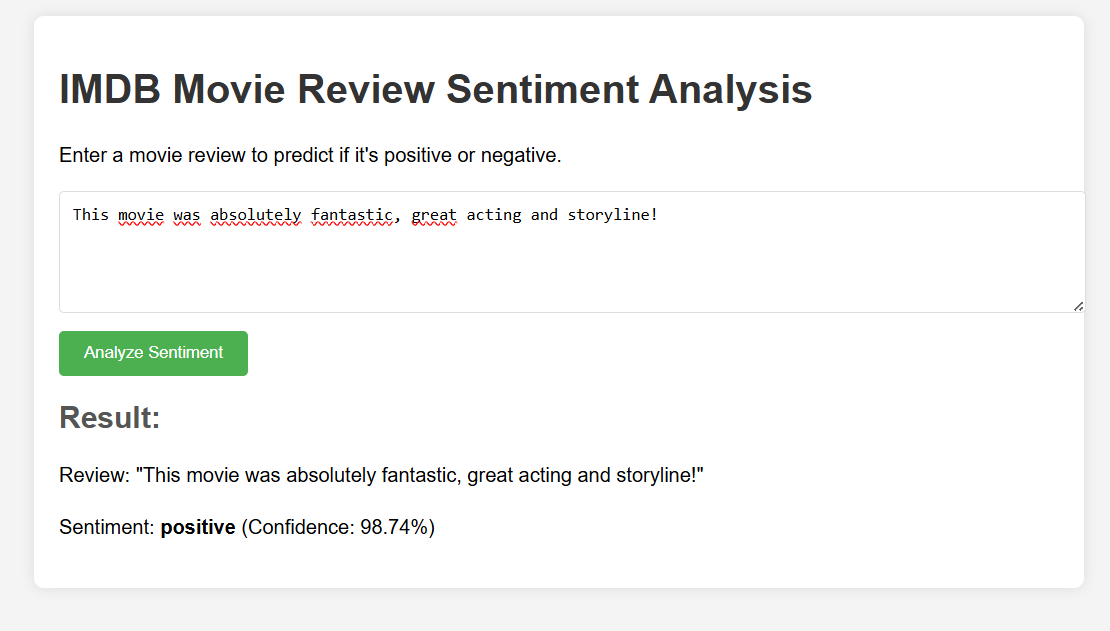 IMDB Movie Review Sentiment Analysis
Enter a movie review to predict if it's positive or negative.
This movie was absolutely fantastic, great acting and storyline!
Analyze Sentiment
Result:
Review: "This movie was absolutely fantastic, great acting and storyline!"
Sentiment: positive (Confidence: 98.74%)